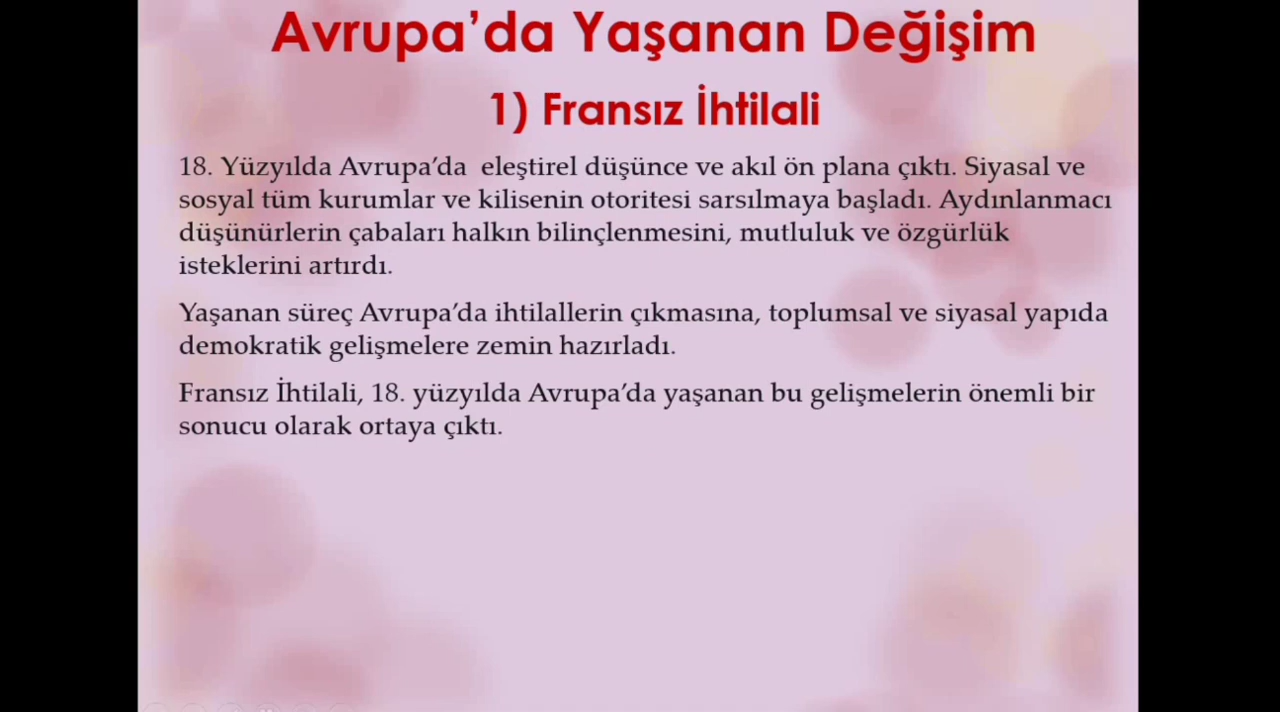 Avrupa’da Yaşanan Değişim
1) Fransız İhtilali
18. Yüzyılda Avrupa’da eleştirel düşünce ve akıl ön plana çıktı. Siyasal ve
sosyal tüm kurumlar ve kilisenin otoritesi sarsılmaya başladı. Aydınlanmacı
düşünürlerin çabaları halkın bilinçlenmesini, mutluluk ve özgürlük
isteklerini artırdı.
Yaşanan süreç Avrupa’da ihtilallerin çıkmasına, toplumsal ve siyasal yapıda
demokratik gelişmelere zemin hazırladı.
Fransız İhtilali, 18. yüzyılda Avrupa’da yaşanan bu gelişmelerin önemli bir
sonucu olarak ortaya çıktı.